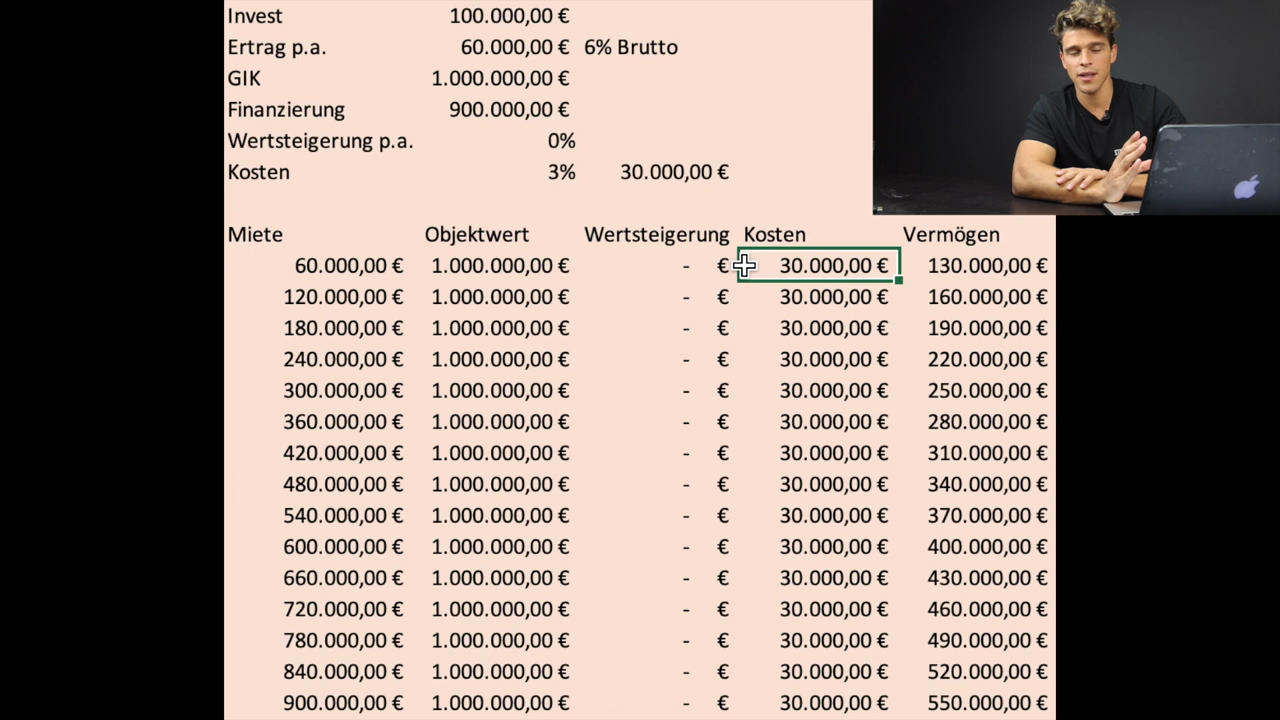 Invest 100.000,00 €
Ertrag p.a. 60.000,00 € 6% Brutto
GIK 1.000.000,00 €
Finanzierung 900.000,00 €
Wertsteigerung p.a. 0%
Kosten 3% 30.000,00 €
Miete Objektwert Wertsteigerung Kosten Vermögen
60.000,00 € 1.000.000,00 € - € 30.000,00 € 130.000,00 €
120.000,00 € 1.000.000,00 € - € 30.000,00 € 160.000,00 €
180.000,00 € 1.000.000,00 € - € 30.000,00 € 190.000,00 €
240.000,00 € 1.000.000,00 € - € 30.000,00 € 220.000,00 €
300.000,00 € 1.000.000,00 € - € 30.000,00 € 250.000,00 €
360.000,00 € 1.000.000,00 € - € 30.000,00 € 280.000,00 €
420.000,00 € 1.000.000,00 € - € 30.000,00 € 310.000,00 €
480.000,00 € 1.000.000,00 € - € 30.000,00 € 340.000,00 €
540.000,00 € 1.000.000,00 € - € 30.000,00 € 370.000,00 €
600.000,00 € 1.000.000,00 € - € 30.000,00 € 400.000,00 €
660.000,00 € 1.000.000,00 € - € 30.000,00 € 430.000,00 €
720.000,00 € 1.000.000,00 € - € 30.000,00 € 460.000,00 €
780.000,00 € 1.000.000,00 € - € 30.000,00 € 490.000,00 €
840.000,00 € 1.000.000,00 € - € 30.000,00 € 520.000,00 €
900.000,00 € 1.000.000,00 € - € 30.000,00 € 550.000,00 €